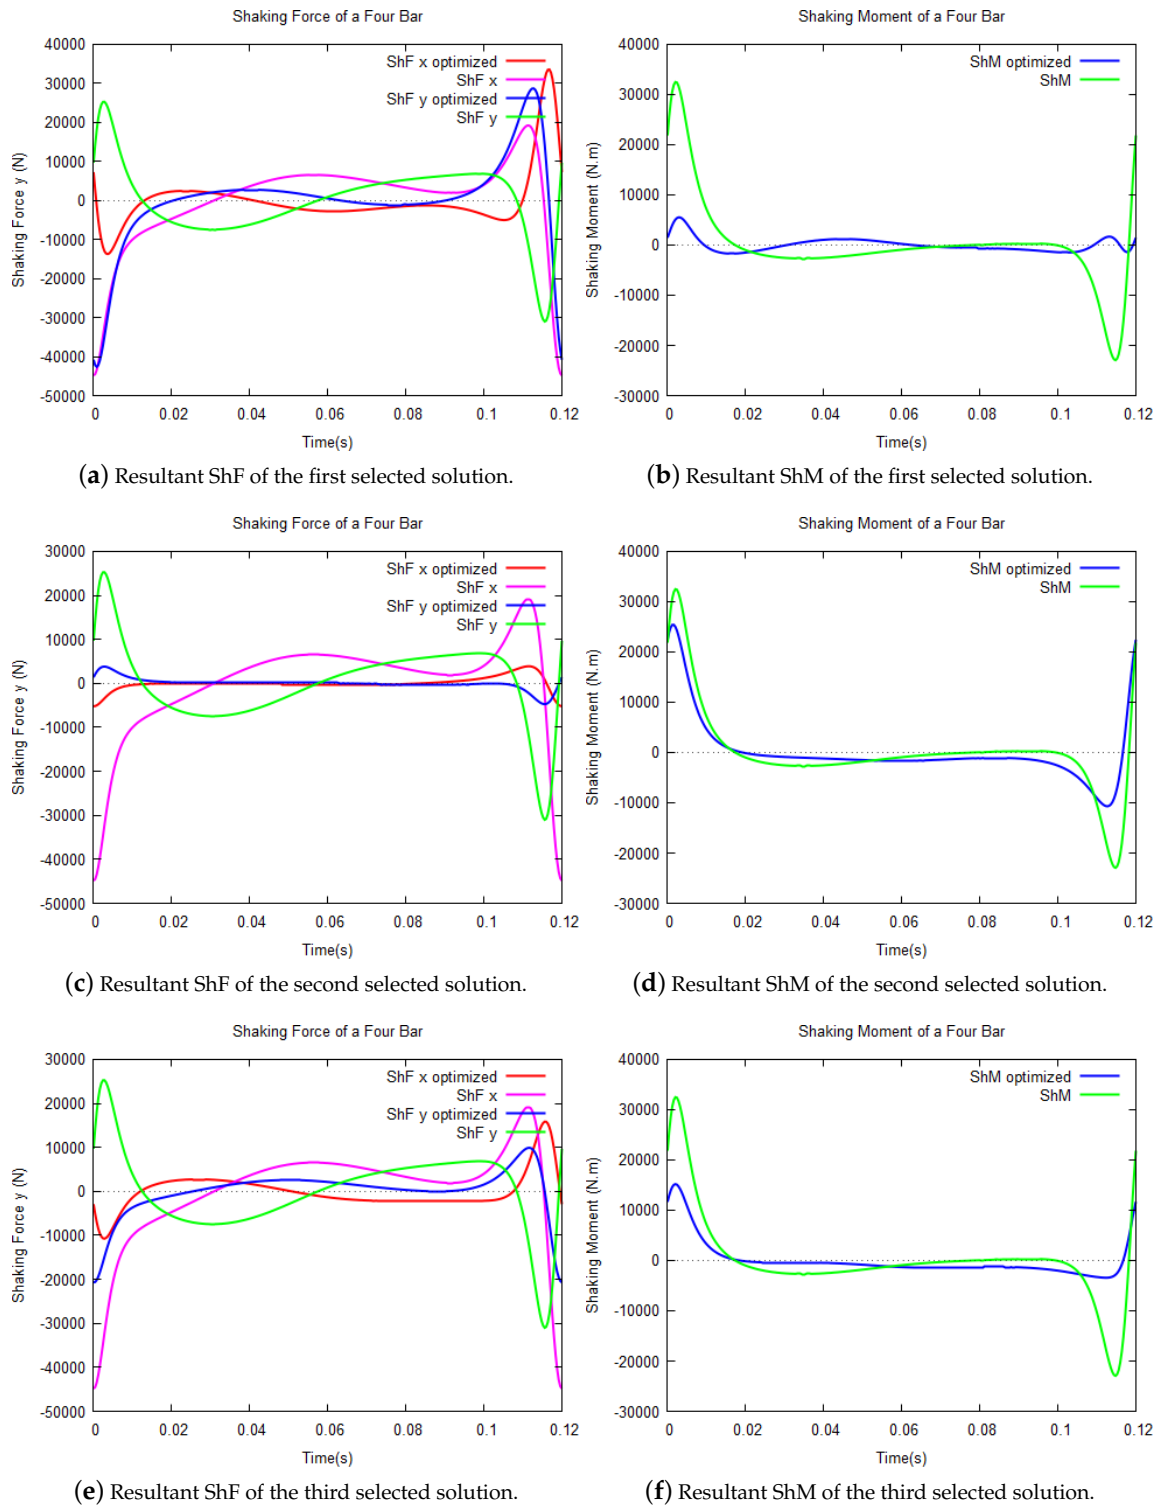 Shaking Force of a Four Bar
Shaking Force y (N)
40000
30000
20000
10000
0
-10000
-20000
-30000
-40000
-50000
ShF x optimized
ShF x
ShF y optimized
ShF y
0 0.02 0.04 0.06 0.08 0.1 0.12
Time(s)
(a) Resultant ShF of the first selected solution.
Shaking Moment of a Four Bar
Shaking Moment (N.m)
40000
30000
20000
10000
0
-10000
-20000
-30000
ShM optimized
ShM
0 0.02 0.04 0.06 0.08 0.1 0.12
Time(s)
(b) Resultant ShM of the first selected solution.
Shaking Force of a Four Bar
Shaking Force y (N)
30000
20000
10000
0
-10000
-20000
-30000
-40000
-50000
ShF x optimized
ShF x
ShF y optimized
ShF y
0 0.02 0.04 0.06 0.08 0.1 0.12
Time(s)
(c) Resultant ShF of the second selected solution.
Shaking Moment of a Four Bar
Shaking Moment (N.m)
40000
30000
20000
10000
0
-10000
-20000
-30000
ShM optimized
ShM
0 0.02 0.04 0.06 0.08 0.1 0.12
Time(s)
(d) Resultant ShM of the second selected solution.
Shaking Force of a Four Bar
Shaking Force y (N)
30000
20000
10000
0
-10000
-20000
-30000
-40000
-50000
ShF x optimized
ShF x
ShF y optimized
ShF y
0 0.02 0.04 0.06 0.08 0.1 0.12
Time(s)
(e) Resultant ShF of the third selected solution.
Shaking Moment of a Four Bar
Shaking Moment (N.m)
40000
30000
20000
10000
0
-10000
-20000
-30000
ShM optimized
ShM
0 0.02 0.04 0.06 0.08 0.1 0.12
Time(s)
(f) Resultant ShM of the third selected solution.